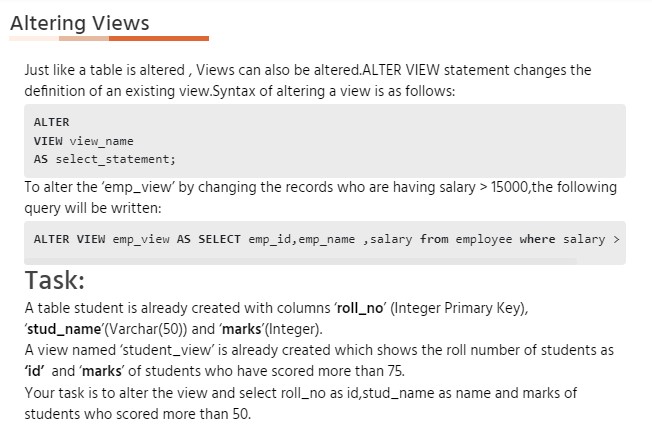 Altering Views
Just like a table is altered , Views can also be altered.ALTER VIEW statement changes the
definition of an existing view.Syntax of altering a view is as follows:
ALTER
VIEW view_name
AS select_statement;
To alter the ‘emp_view’ by changing the records who are having salary > 15000,the following
query will be written:
ALTER VIEW emp_view AS SELECT emp_id,emp_name ,salary from employee where salary >
Task:
A table student is already created with columns ‘roll_no’ (Integer Primary Key),
‘stud_name’(Varchar(50)) and ‘marks’(Integer).
A view named ‘student_view’ is already created which shows the roll number of students as
‘id’ and ‘marks’ of students who have scored more than 75.
Your task is to alter the view and select roll_no as id,stud_name as name and marks of
students who scored more than 50.